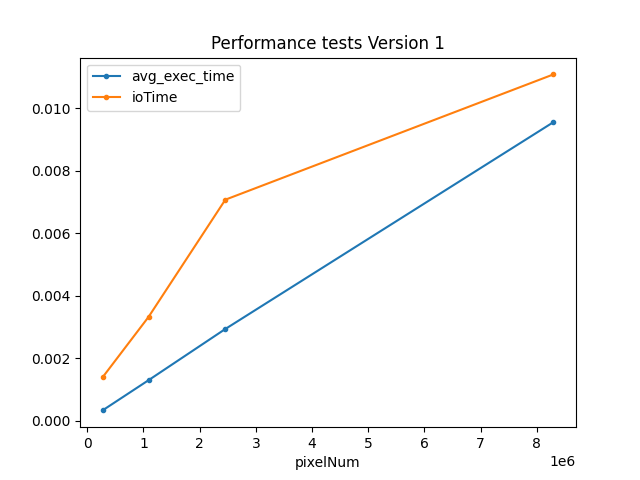 Performance tests Version 1
avg_exec_time
ioTime
0.010
0.008
0.006
0.004
0.002
0.000
0 1 2 3 4 5 6 7 8
pixelNum
1e6